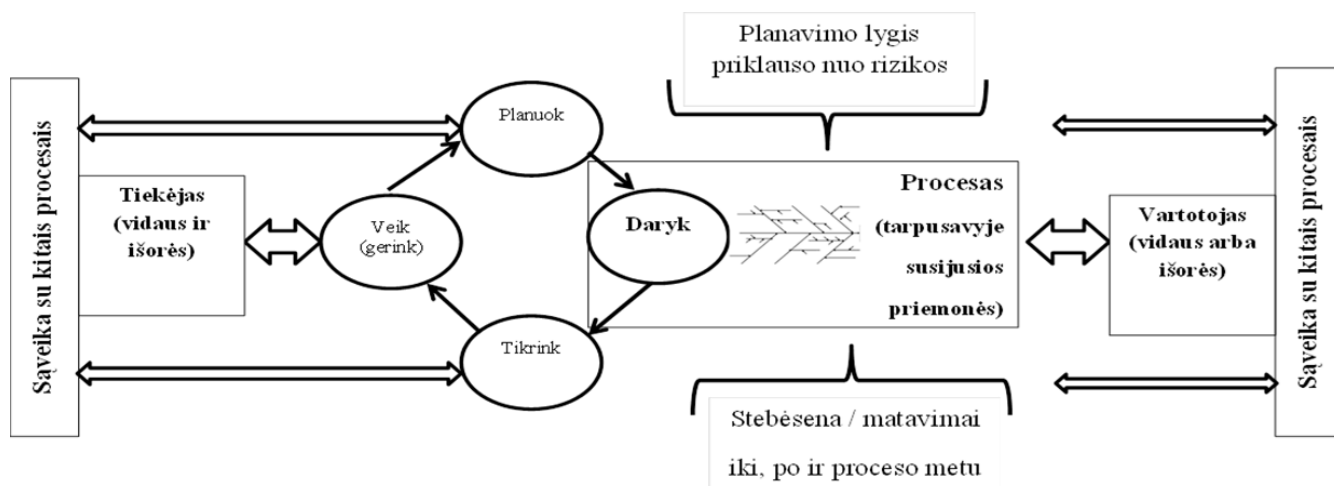 Sąveika su kitais procesais
Tiekėjas
(vidaus ir
išorės)
Planuok
Veik
(gerink)
Daryk
Tikrink
Planavimo lygis
priklauso nuo rizikos
Procesas
(tarpusavyje
susijusios
priemonės)
Stebėsena / matavimai
iki, po ir proceso metu
Vartotojas
(vidaus arba
išorės)
Sąveika su kitais procesais